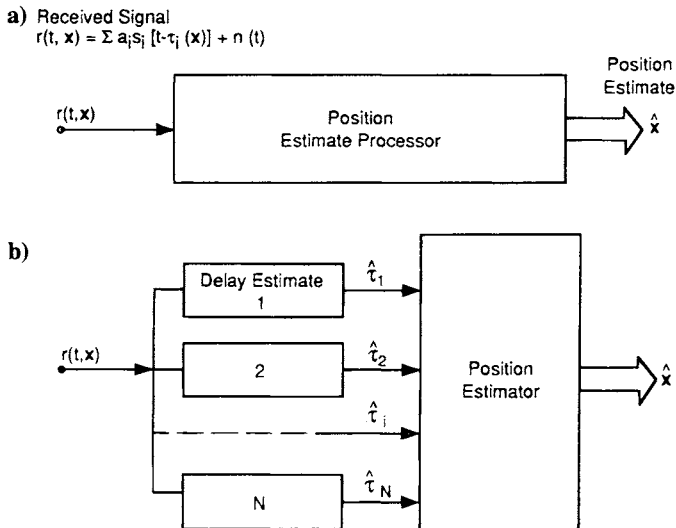 a) Received Signal
r(t, x) = Σ aᵢsᵢ [t-τᵢ (x)] + n (t)
r(t,x)
Position
Estimate Processor
Position
Estimate
x̂
b)
r(t,x)
Delay Estimate
1
τ̂₁
2
τ̂₂
τ̂ᵢ
N
τ̂N
Position
Estimator
x̂